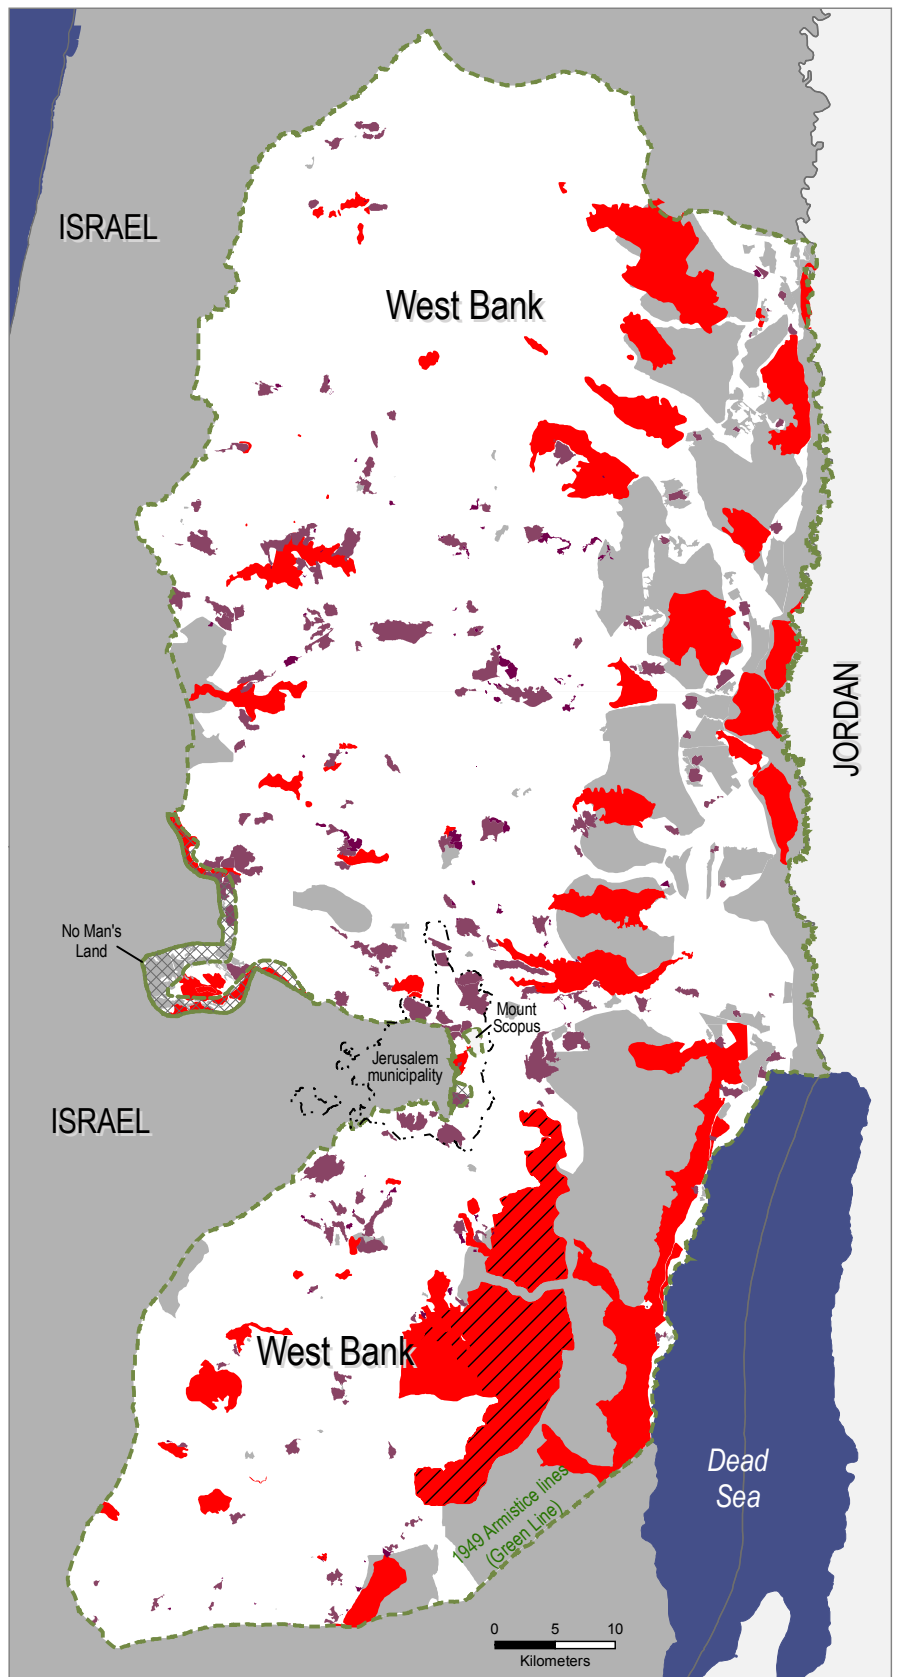 ISRAEL
West Bank
JORDAN
No Man's
Land
Mount
Scopus
Jerusalem
municipality
ISRAEL
West Bank
Dead
Sea
1949 Armistice lines
(Green Line)
0 5 10
Kilometers